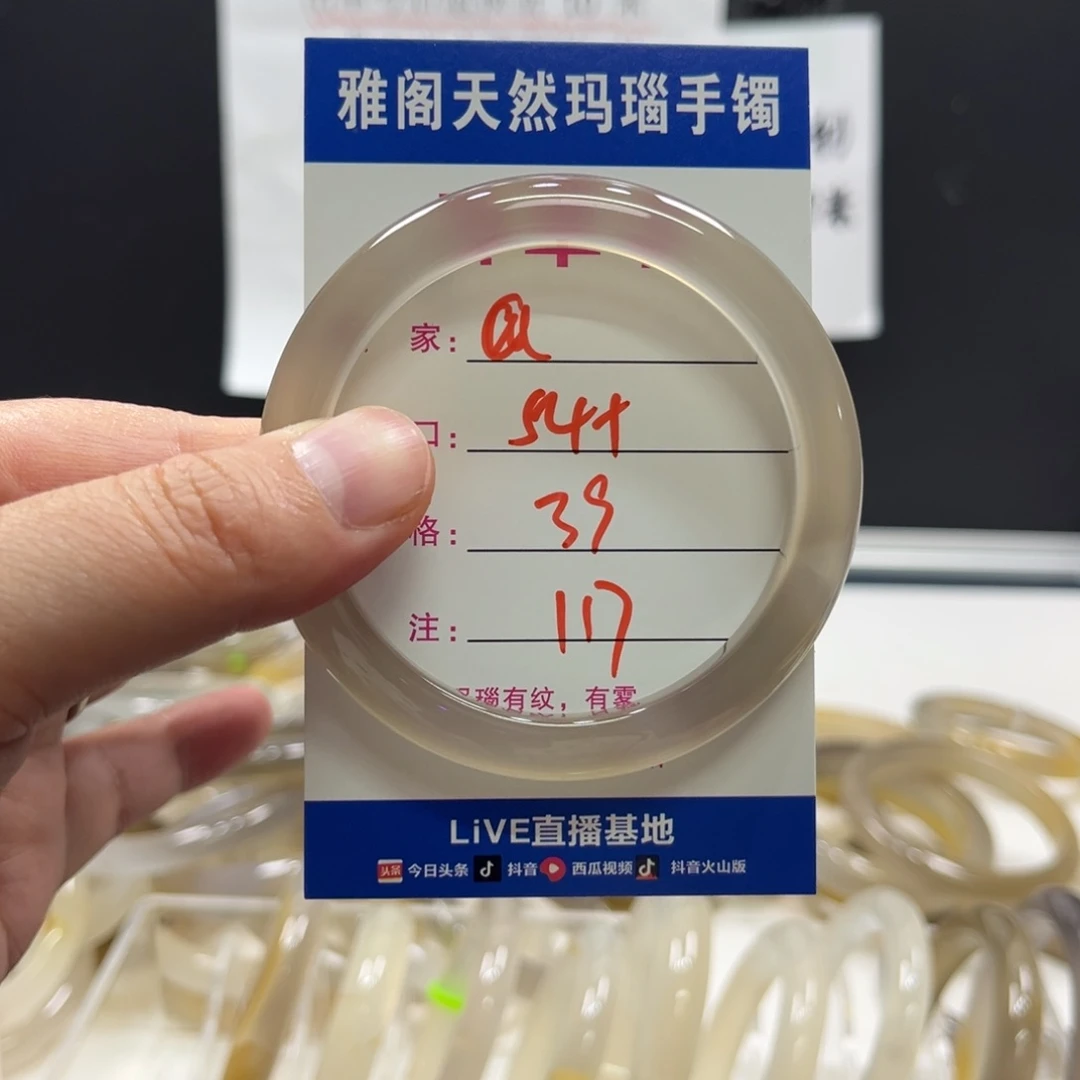 雅阁天然玛瑙手镯
家:
口: 54++
格: 39
注: 117
玛瑙有纹，有雾
LiVE直播基地
头条 今日头条 抖音 西瓜视频 抖音火山版